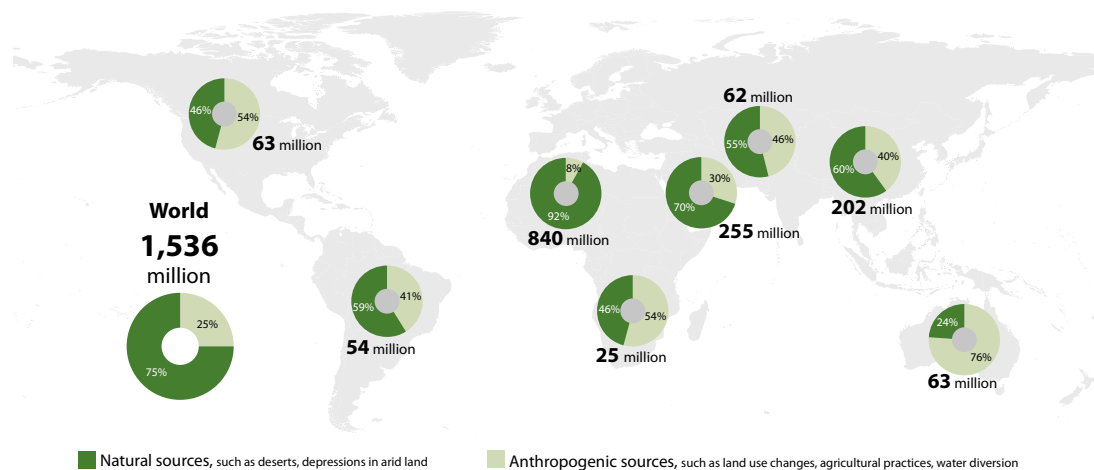 46%
54%
63 million
World
1,536
million
25%
75%
59%
41%
54 million
8%
92%
840 million
30%
70%
255 million
62 million
55%
46%
40%
60%
202 million
46%
54%
25 million
24%
76%
63 million
Natural sources, such as deserts, depressions in arid land
Anthropogenic sources, such as land use changes, agricultural practices, water diversion